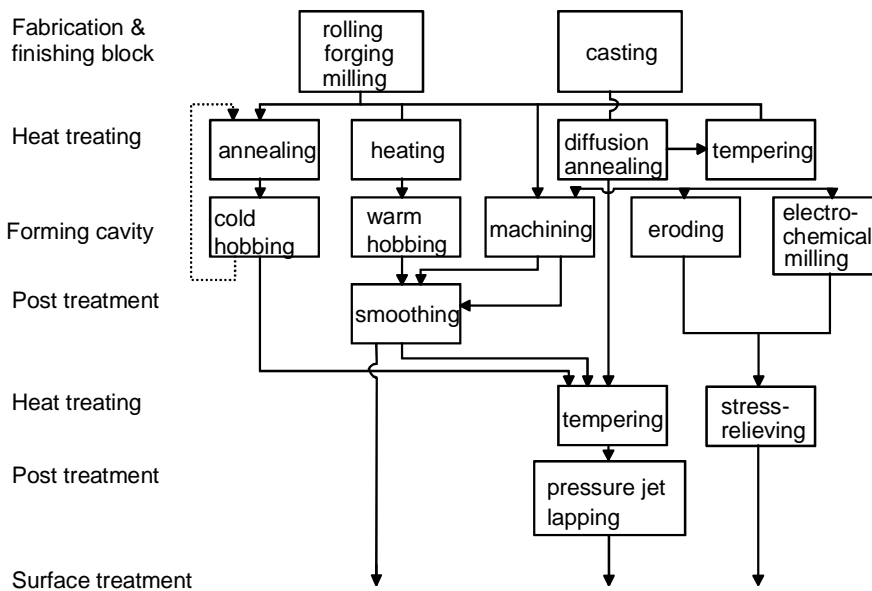 Fabrication &
finishing block
rolling
forging
milling
casting
Heat treating
annealing
heating
diffusion
annealing
tempering
Forming cavity
cold
hobbing
warm
hobbing
machining
eroding
electro-
chemical
milling
Post treatment
smoothing
Heat treating
tempering
stress-
relieving
Post treatment
pressure jet
lapping
Surface treatment